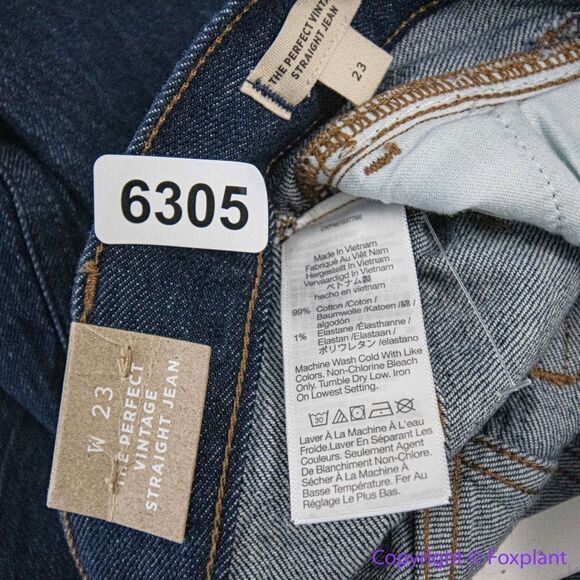 THE PERFECT VINTAGE
STRAIGHT JEAN
23
6305
Made In Vietnam
Fabriqué Au Viêt Nam
Hergestellt In Vietnam
Vervaardigd In Vietnam
ベトナム製
hecho en vietnam
99% Cotton /Coton/
Baumwolle /Katoen /綿/
algodón
1% Elastane /Élasthanne/
Elastan /Elastaan/
ポリウレタン /elastano
Machine Wash Cold With Like
Colors. Non-Chlorine Bleach
Only. Tumble Dry Low. Iron
On Lowest Setting.
30
Laver À La Machine À L'eau
Froide.Laver En Séparant Les
Couleurs. Seulement Agent
De Blanchiment Non-Chlore.
Sécher À La Machine À
Basse Température. Fer Au
Réglage Le Plus Bas.
W 23
THE PERFECT
VINTAGE
STRAIGHT JEAN
Copyright © Foxplant